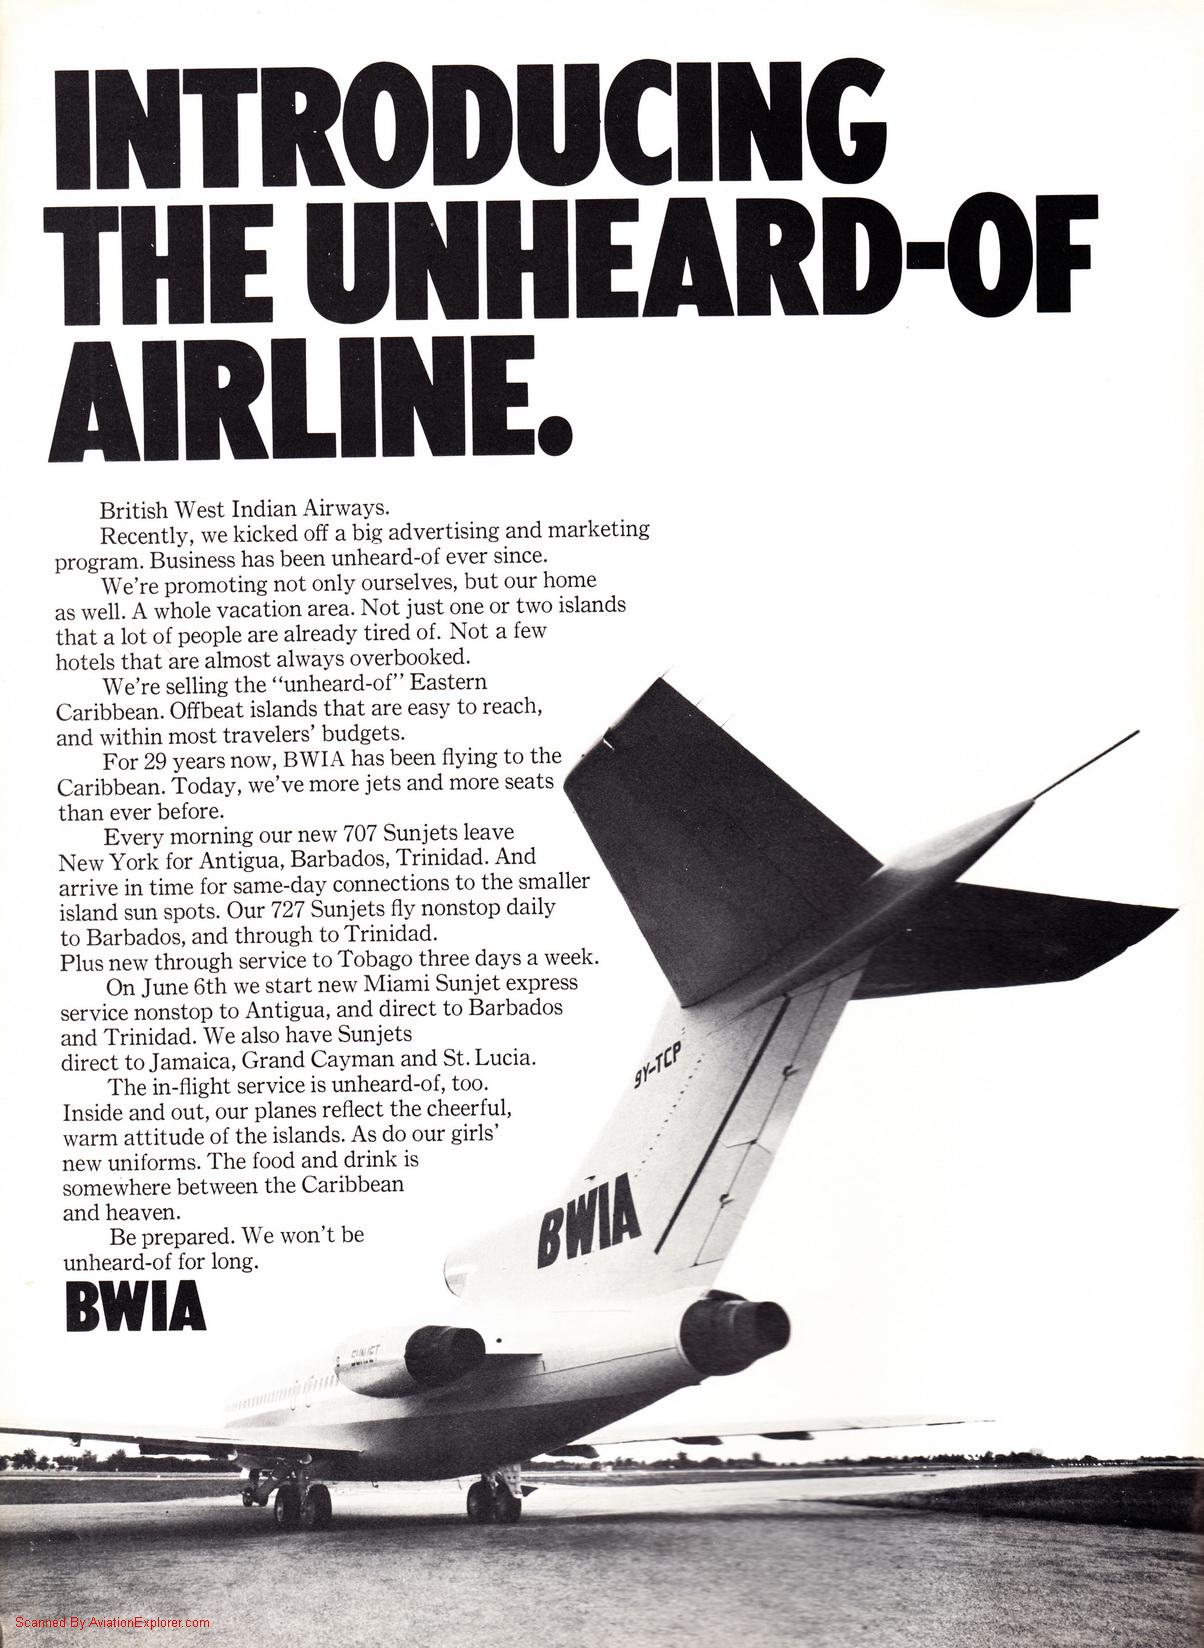 INTRODUCING
THE UNHEARD-OF
AIRLINE.
British West Indian Airways.
Recently, we kicked off a big advertising and marketing
program. Business has been unheard-of ever since.
We're promoting not only ourselves, but our home
as well. A whole vacation area. Not just one or two islands
that a lot of people are already tired of. Not a few
hotels that are almost always overbooked.
We're selling the "unheard-of" Eastern
Caribbean. Offbeat islands that are easy to reach,
and within most travelers' budgets.
For 29 years now, BWIA has been flying to the
Caribbean. Today, we've more jets and more seats
than ever before.
Every morning our new 707 Sunjets leave
New York for Antigua, Barbados, Trinidad. And
arrive in time for same-day connections to the smaller
island sun spots. Our 727 Sunjets fly nonstop daily
to Barbados, and through to Trinidad.
Plus new through service to Tobago three days a week.
On June 6th we start new Miami Sunjet express
service nonstop to Antigua, and direct to Barbados
and Trinidad. We also have Sunjets
direct to Jamaica, Grand Cayman and St. Lucia.
The in-flight service is unheard-of, too.
Inside and out, our planes reflect the cheerful,
warm attitude of the islands. As do our girls'
new uniforms. The food and drink is
somewhere between the Caribbean
and heaven.
Be prepared. We won't be
unheard-of for long.
BWIA
9Y-TCP
BWIA
SUNJET
Scanned By AviationExplorer.com